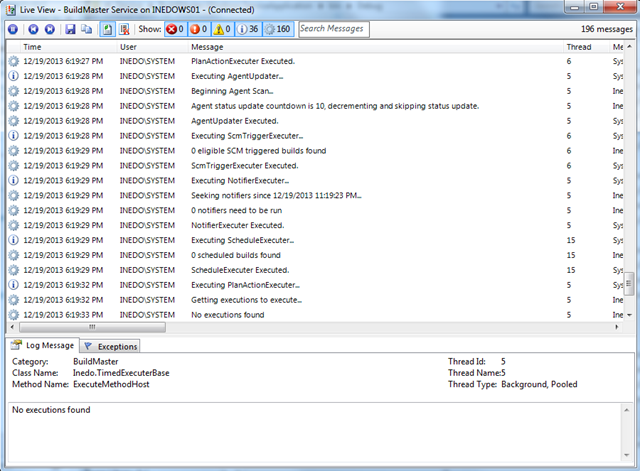 Live View - BuildMaster Service on INEDOWS01 - (Connected)
Show: 0 0 0 36 160 Search Messages 196 messages
Time User Message Thread Me
12/19/2013 6:19:27 PM INEDO\SYSTEM PlanActionExecuter Executed. 6 Sys
12/19/2013 6:19:28 PM INEDO\SYSTEM Executing AgentUpdater... 5 Sys
12/19/2013 6:19:28 PM INEDO\SYSTEM Beginning Agent Scan... 5 Ine
12/19/2013 6:19:28 PM INEDO\SYSTEM Agent status update countdown is 10, decrementing and skipping status update. 5 Ine
12/19/2013 6:19:28 PM INEDO\SYSTEM AgentUpdater Executed. 5 Sys
12/19/2013 6:19:28 PM INEDO\SYSTEM Executing ScmTriggerExecuter... 6 Sys
12/19/2013 6:19:29 PM INEDO\SYSTEM 0 eligible SCM triggered builds found 6 Ine
12/19/2013 6:19:29 PM INEDO\SYSTEM ScmTriggerExecuter Executed. 6 Sys
12/19/2013 6:19:29 PM INEDO\SYSTEM Executing NotifierExecuter... 5 Sys
12/19/2013 6:19:29 PM INEDO\SYSTEM Seeking notifiers since 12/19/2013 11:19:23 PM... 5 Ine
12/19/2013 6:19:29 PM INEDO\SYSTEM 0 notifiers need to be run 5 Ine
12/19/2013 6:19:29 PM INEDO\SYSTEM NotifierExecuter Executed. 5 Sys
12/19/2013 6:19:29 PM INEDO\SYSTEM Executing ScheduleExecuter... 15 Sys
12/19/2013 6:19:29 PM INEDO\SYSTEM 0 scheduled builds found 15 Ine
12/19/2013 6:19:29 PM INEDO\SYSTEM ScheduleExecuter Executed. 15 Sys
12/19/2013 6:19:32 PM INEDO\SYSTEM Executing PlanActionExecuter... 5 Sys
12/19/2013 6:19:32 PM INEDO\SYSTEM Getting executions to execute... 5 Ine
12/19/2013 6:19:33 PM INEDO\SYSTEM No executions found 5 Ine
Log Message Exceptions
Category: BuildMaster Thread Id: 5
Class Name: Inedo.TimedExecuterBase Thread Name:5
Method Name: ExecuteMethodHost Thread Type: Background, Pooled
No executions found